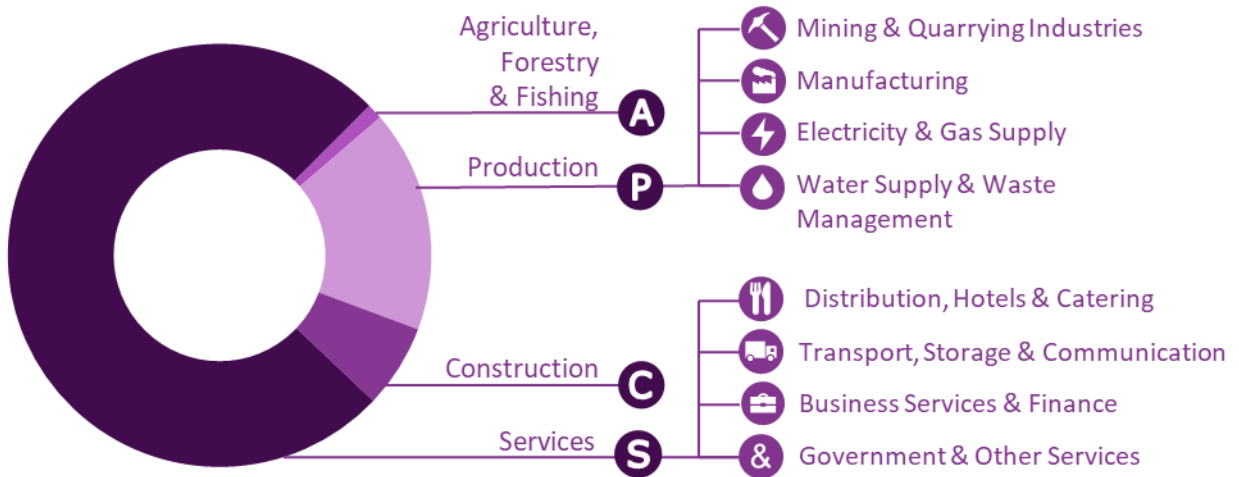 Agriculture,
Forestry
& Fishing
A
Production
P
Mining & Quarrying Industries
Manufacturing
Electricity & Gas Supply
Water Supply & Waste
Management
Construction
C
Services
S
Distribution, Hotels & Catering
Transport, Storage & Communication
Business Services & Finance
&
Government & Other Services